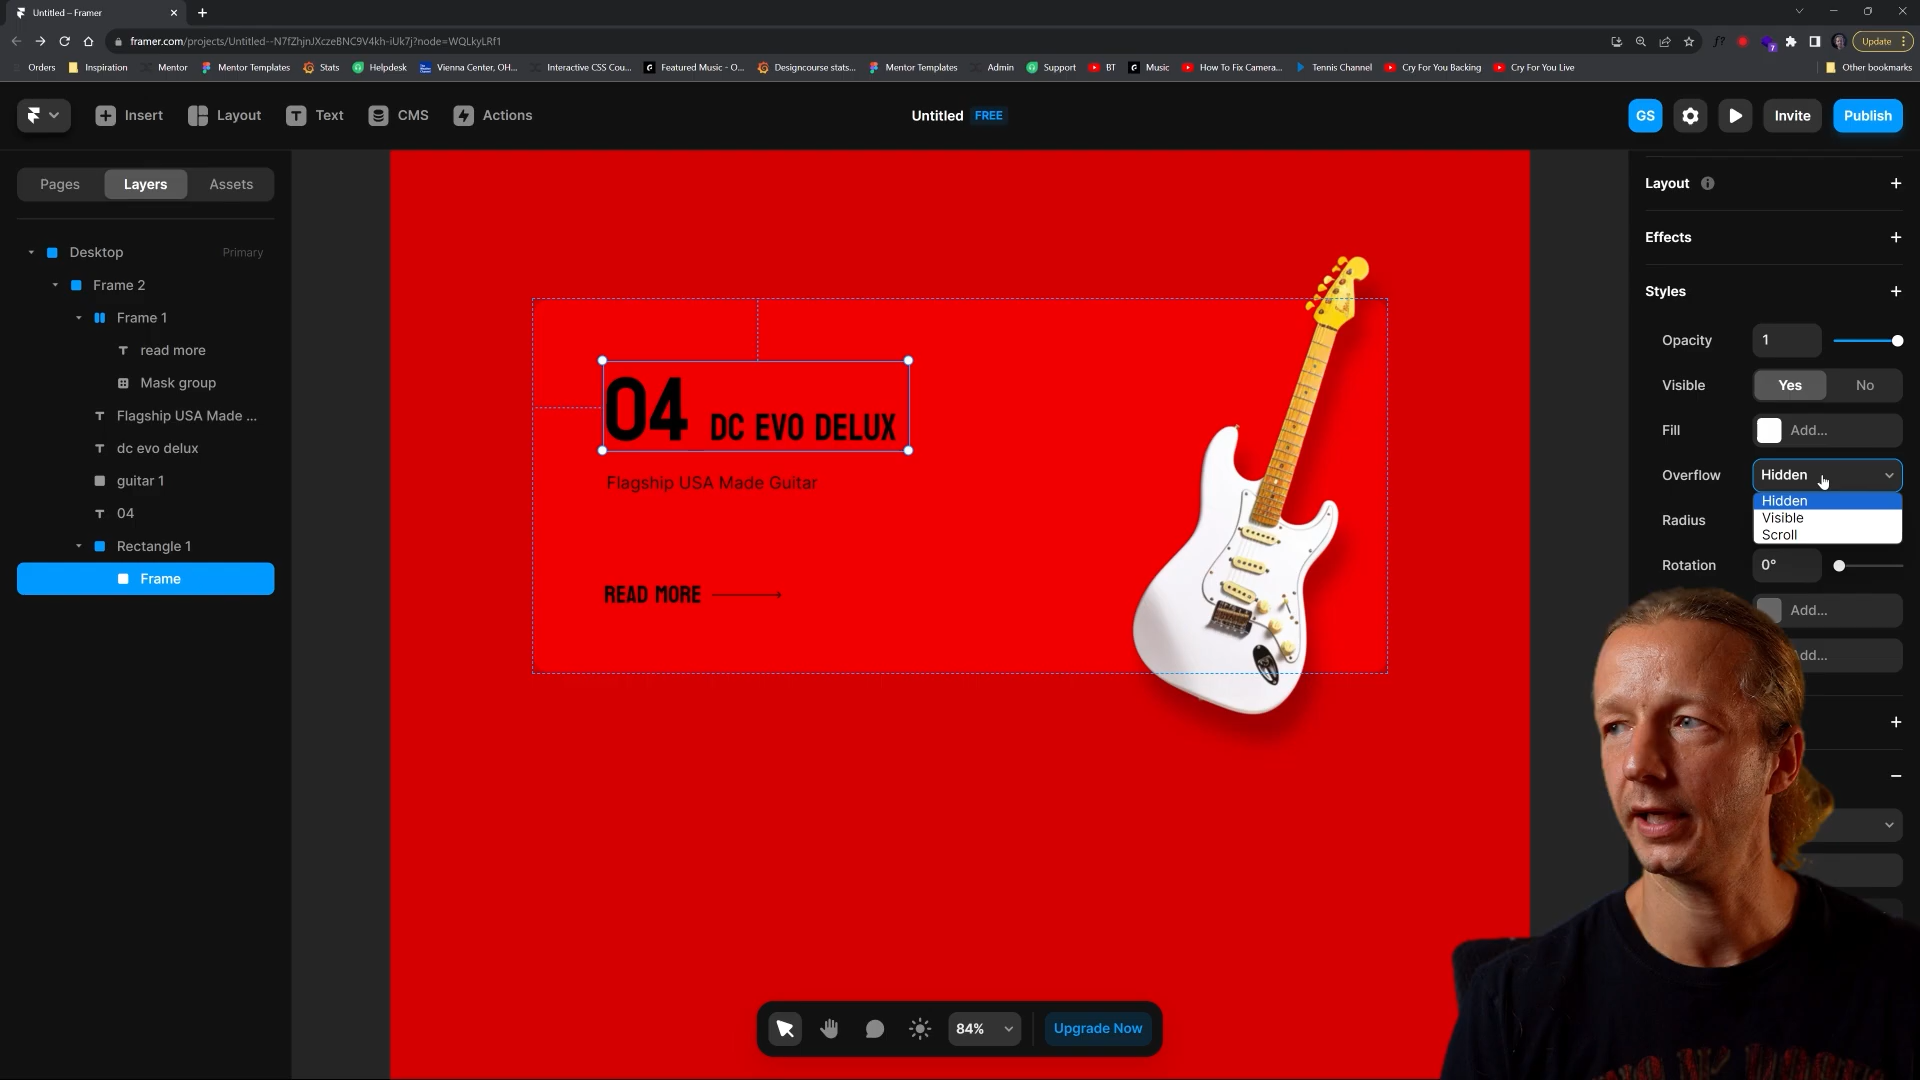 Untitled – Framer
framer.com/projects/Untitled--N7fZhjnJXczeBNC9V4kh-iUk7j?node=WQLkyLRf1
f?
7
Update
Orders
Inspiration
Mentor
Mentor Templates
Stats
Helpdesk
Vienna Center, OH...
Interactive CSS Cou...
Featured Music - O...
Designcourse stats...
Mentor Templates
Admin
Support
BT
Music
How To Fix Camera...
Tennis Channel
Cry For You Backing
Cry For You Live
Other bookmarks
Insert
Layout
Text
CMS
Actions
Untitled FREE
GS
Invite
Publish
Pages
Layers
Assets
Desktop
Primary
Frame 2
Frame 1
read more
Mask group
Flagship USA Made ...
dc evo delux
guitar 1
04
Rectangle 1
Frame
04 DC EVO DELUX
Flagship USA Made Guitar
READ MORE
84%
Upgrade Now
Layout
Effects
Styles
Opacity 1
Visible Yes No
Fill Add...
Overflow Hidden
Hidden
Visible
Scroll
Radius
Rotation 0°
Add...